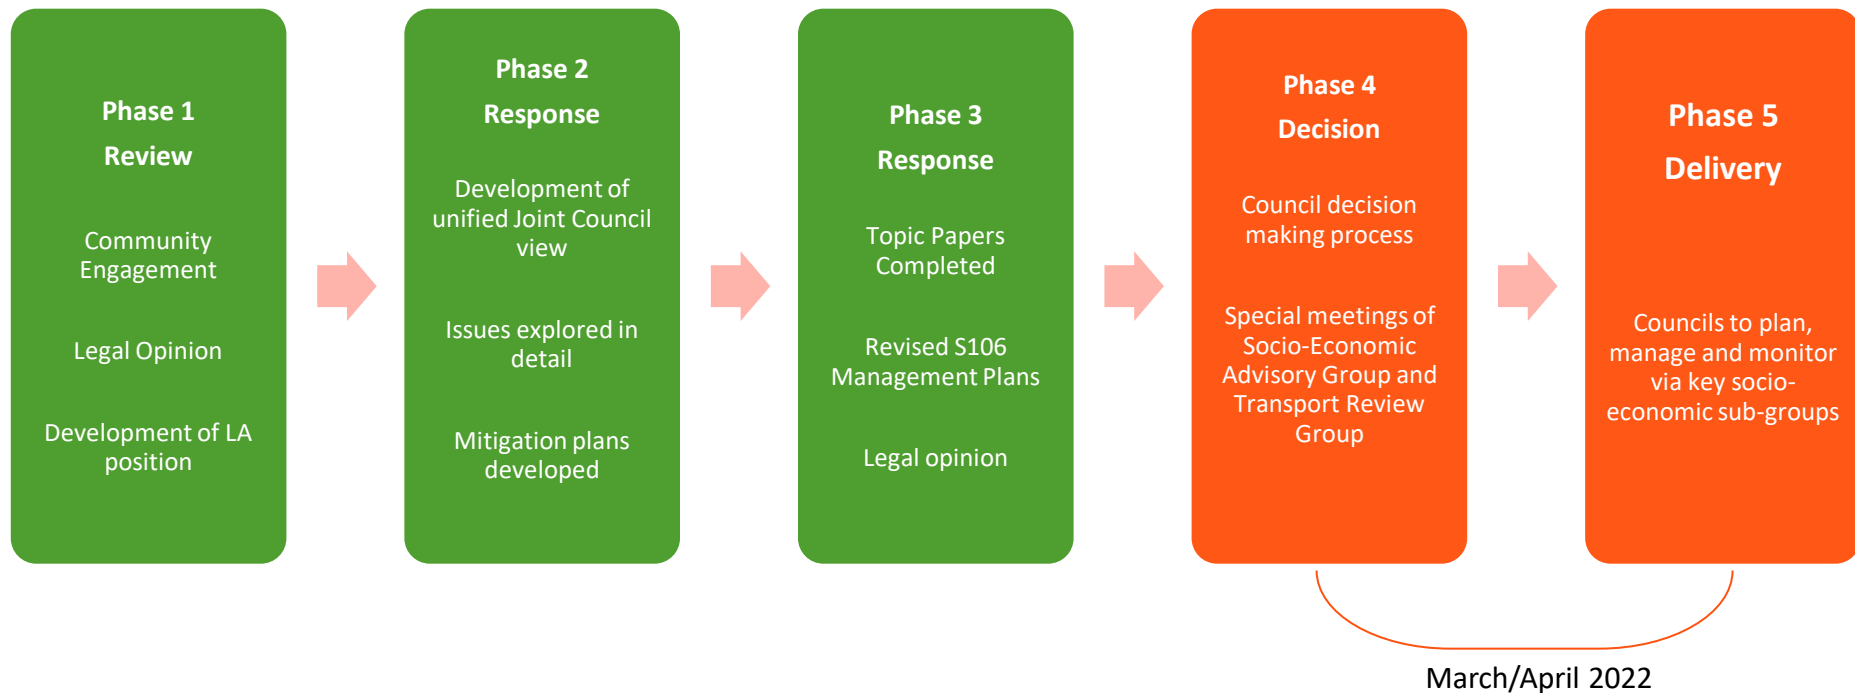 Phase 1
Review
Community
Engagement
Legal Opinion
Development of LA
position
Phase 2
Response
Development of
unified Joint Council
view
Issues explored in
detail
Mitigation plans
developed
Phase 3
Response
Topic Papers
Completed
Revised S106
Management Plans
Legal opinion
Phase 4
Decision
Council decision
making process
Special meetings of
Socio-Economic
Advisory Group and
Transport Review
Group
Phase 5
Delivery
Councils to plan,
manage and monitor
via key socio-
economic sub-groups
March/April 2022